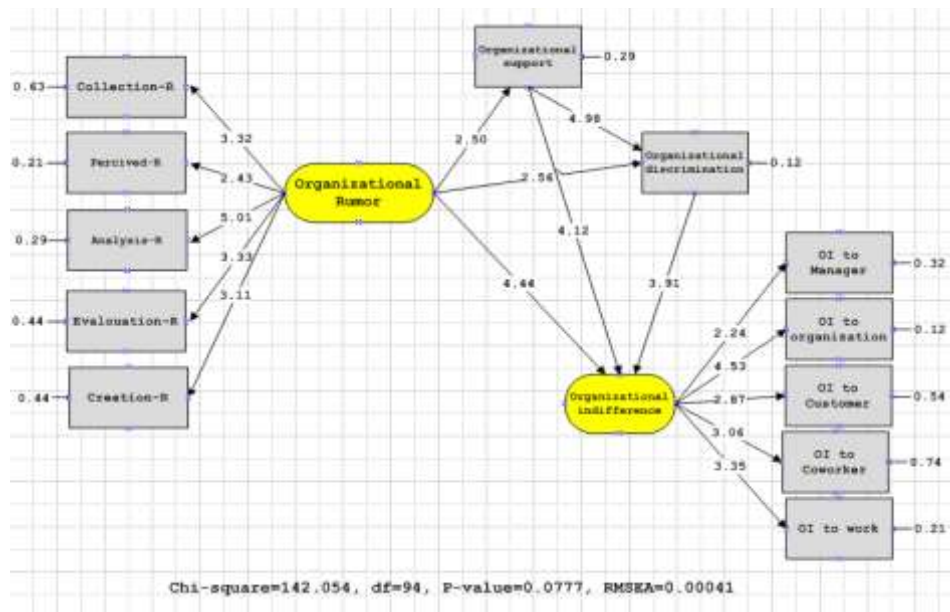 Organizational
support
0.29
0.63
Collection-R
3.32
2.50
4.98
0.21
Percived-R
2.43
Organizational
Rumor
2.56
Organizational
discrimination
0.12
0.29
Analysis-R
5.01
3.33
3.11
4.12
4.44
3.91
OI to
Manager
0.32
0.44
Evalouation-R
2.24
OI to
organization
0.12
4.53
0.44
Creation-R
Organizational
indifference
2.87
OI to
Customer
0.54
3.06
OI to
Coworker
0.74
3.35
OI to work
0.21
Chi-square=142.054, df=94, P-value=0.0777, RMSEA=0.00041